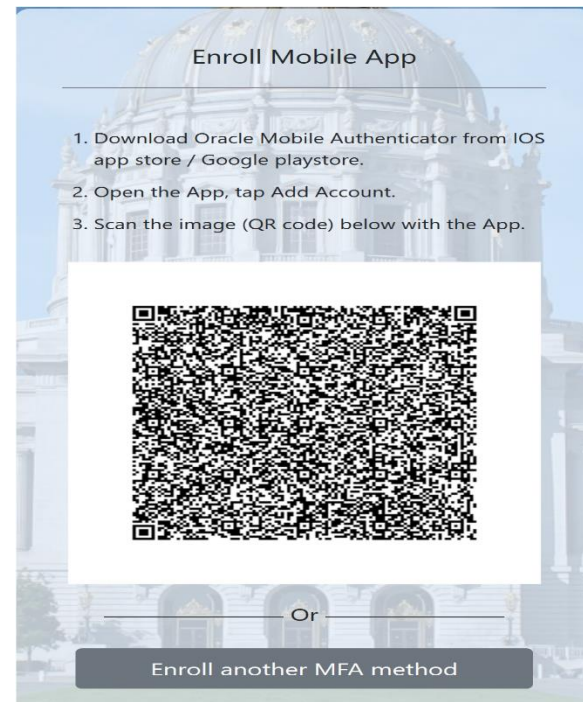 Enroll Mobile App
1. Download Oracle Mobile Authenticator from IOS
app store / Google playstore.
2. Open the App, tap Add Account.
3. Scan the image (QR code) below with the App.
Or
Enroll another MFA method